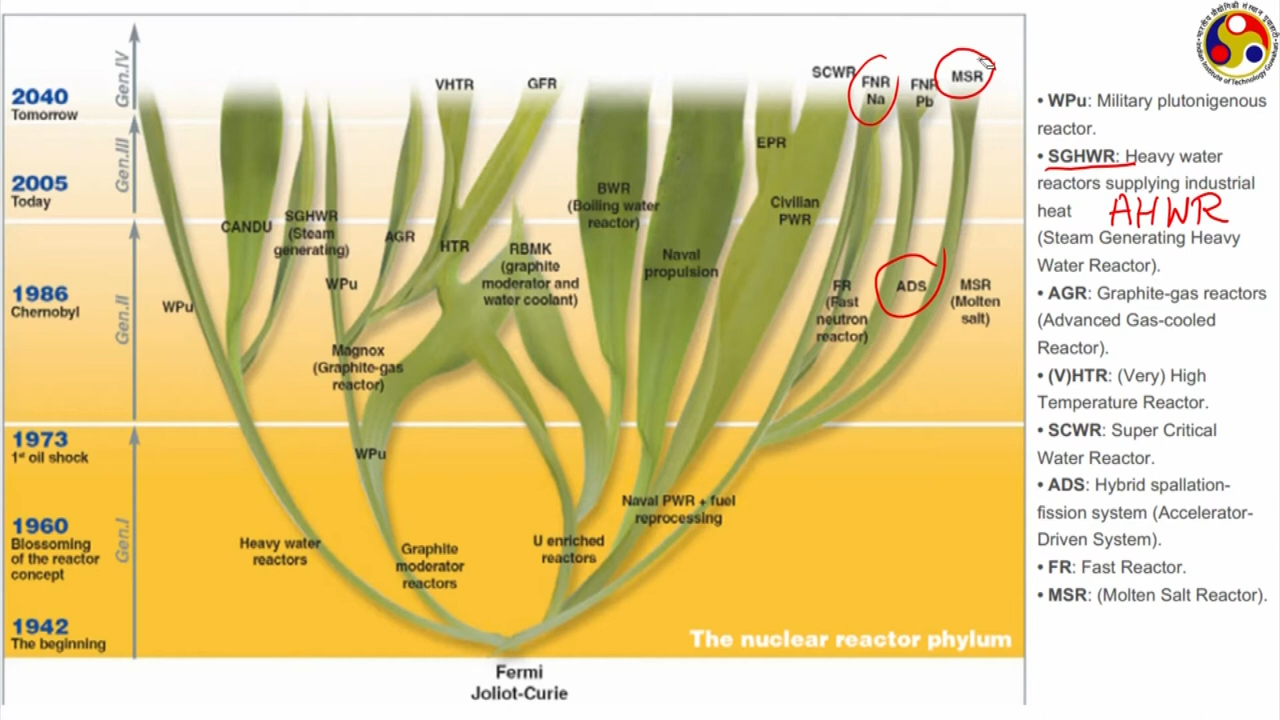 Gen.IV
Gen.III
Gen.II
Gen.I
2040
Tomorrow
2005
Today
1986
Chernobyl
1973
1st oil shock
1960
Blossoming
of the reactor
concept
1942
The beginning
VHTR
GFR
SCWR
FNR
Na
FNR
Pb
MSR
EPR
CANDU
SGHWR
(Steam
generating)
AGR
HTR
RBMK
(graphite
moderator and
water coolant)
BWR
(Boiling water
reactor)
Naval
propulsion
Civilian
PWR
WPu
WPu
FR
(Fast
neutron
reactor)
ADS
MSR
(Molten
salt)
Magnox
(Graphite-gas
reactor)
WPu
Heavy water
reactors
Graphite
moderator
reactors
U enriched
reactors
Naval PWR + fuel
reprocessing
The nuclear reactor phylum
Fermi
Joliot-Curie
• WPu: Military plutonigenous
reactor.
• SGHWR: Heavy water
reactors supplying industrial
heat
AHWR
(Steam Generating Heavy
Water Reactor).
• AGR: Graphite-gas reactors
(Advanced Gas-cooled
Reactor).
• (V)HTR: (Very) High
Temperature Reactor.
• SCWR: Super Critical
Water Reactor.
• ADS: Hybrid spallation-
fission system (Accelerator-
Driven System).
• FR: Fast Reactor.
• MSR: (Molten Salt Reactor).
Indian Institute of Technology Guwahati